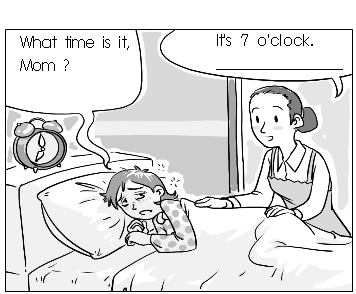 What time is it,
Mom ?
It's 7 o'clock.